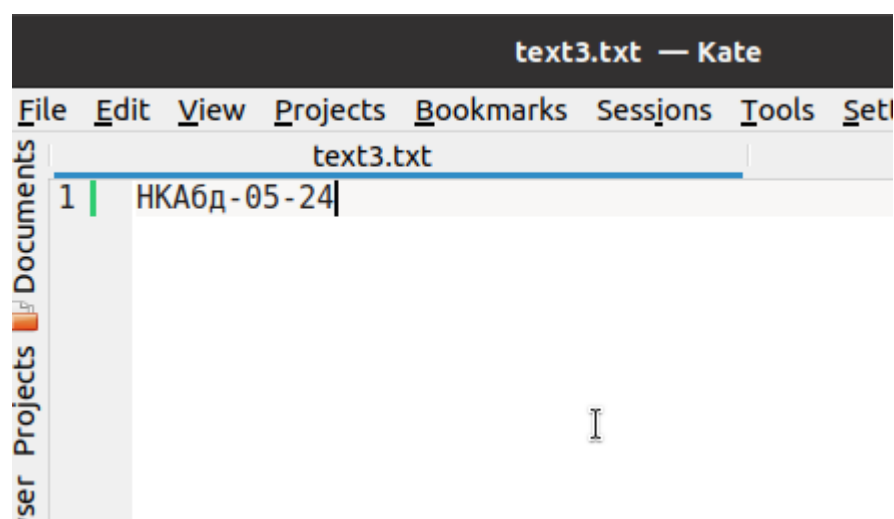 text3.txt — Kate
File Edit View Projects Bookmarks Sessions Tools Sett
text3.txt
1 НКАбд-05-24
Documents
Projects